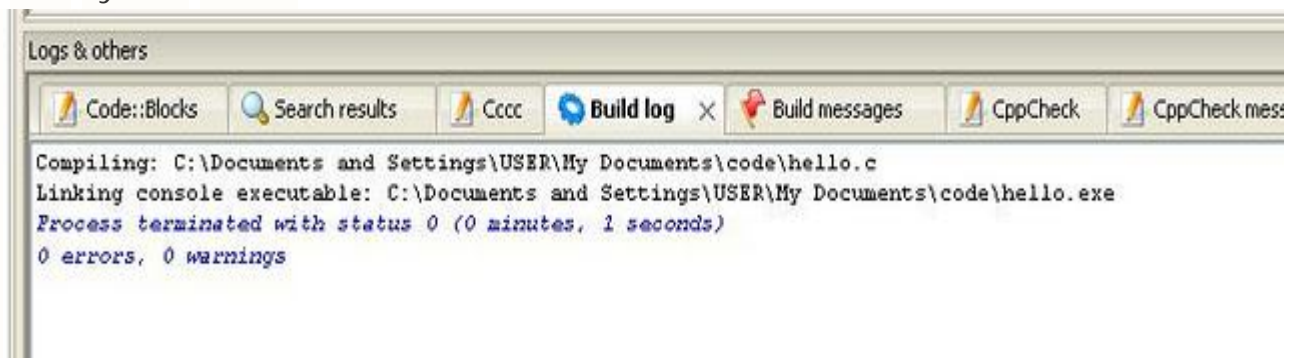 Logs & others
Code::Blocks Search results Cccc Build log Build messages CppCheck CppCheck mess
Compiling: C:\Documents and Settings\USER\My Documents\code\hello.c
Linking console executable: C:\Documents and Settings\USER\My Documents\code\hello.exe
Process terminated with status 0 (0 minutes, 1 seconds)
0 errors, 0 warnings